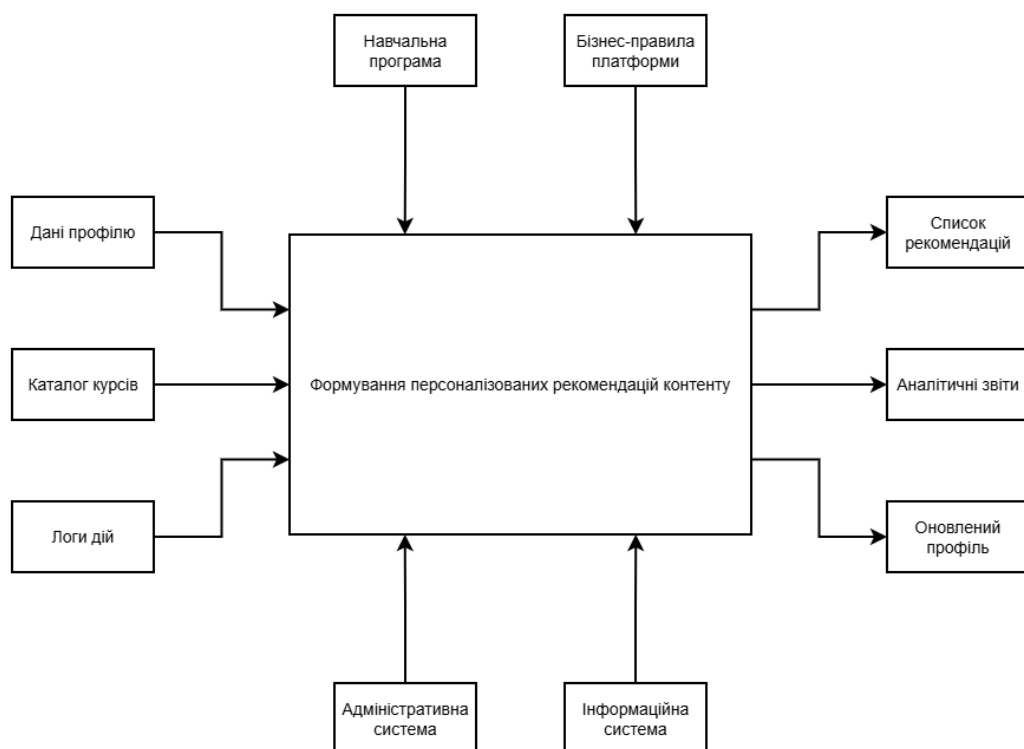 Навчальна
програма
Бізнес-правила
платформи
Дані профілю
Список
рекомендацій
Каталог курсів
Формування персоналізованих рекомендацій контенту
Аналітичні звіти
Логи дій
Оновлений
профіль
Адміністративна
система
Інформаційна
система